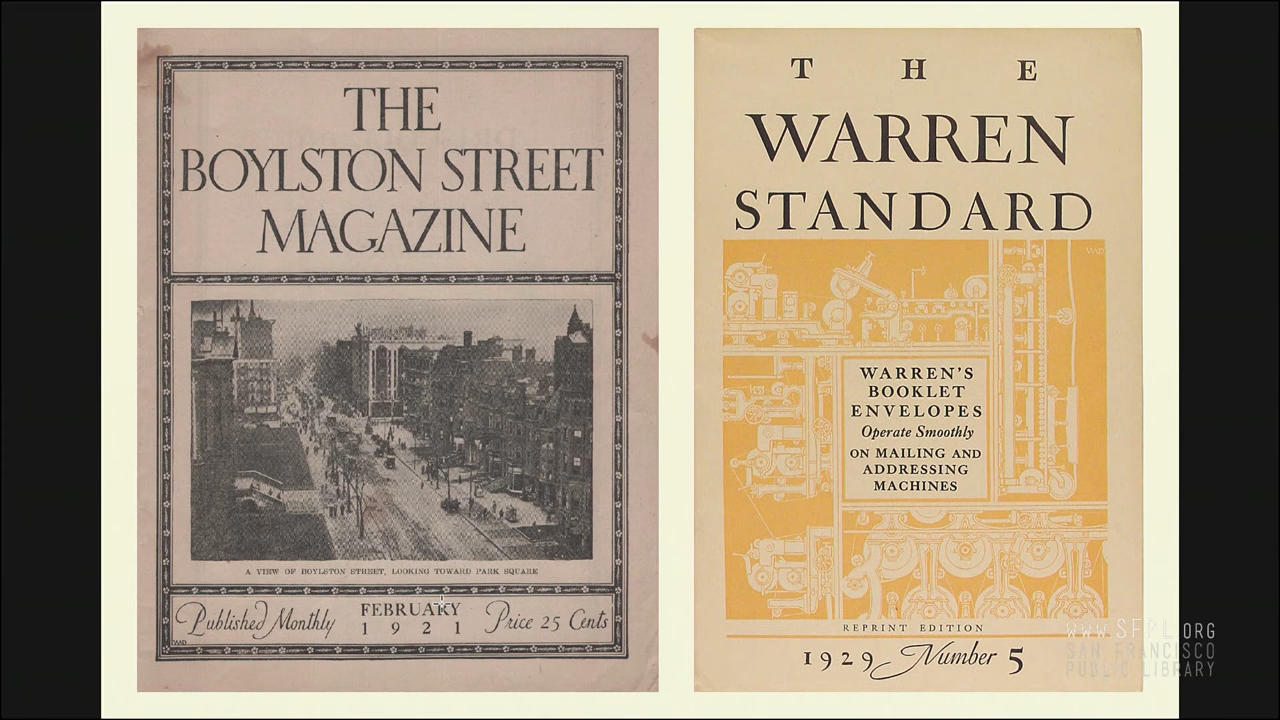 THE
BOYLSTON STREET
MAGAZINE
A VIEW OF BOYLSTON STREET, LOOKING TOWARD PARK SQUARE
Published Monthly
FEBRUARY
1921
Price 25 Cents
WAD
THE
WARREN
STANDARD
WAD
WARREN'S
BOOKLET
ENVELOPES
Operate Smoothly
ON MAILING AND
ADDRESSING
MACHINES
REPRINT EDITION
1929 Number 5
WWW.SFPL.ORG
SAN FRANCISCO
PUBLIC LIBRARY